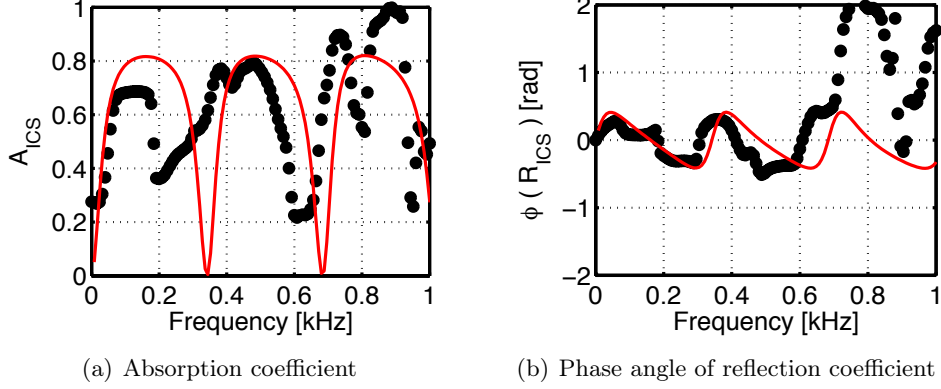 1
0.8
0.6
0.4
0.2
0
A_ICS
0 0.2 0.4 0.6 0.8 1
Frequency [kHz]
(a) Absorption coefficient
2
1
0
−1
−2
ϕ ( R_ICS ) [rad]
0 0.2 0.4 0.6 0.8 1
Frequency [kHz]
(b) Phase angle of reflection coefficient